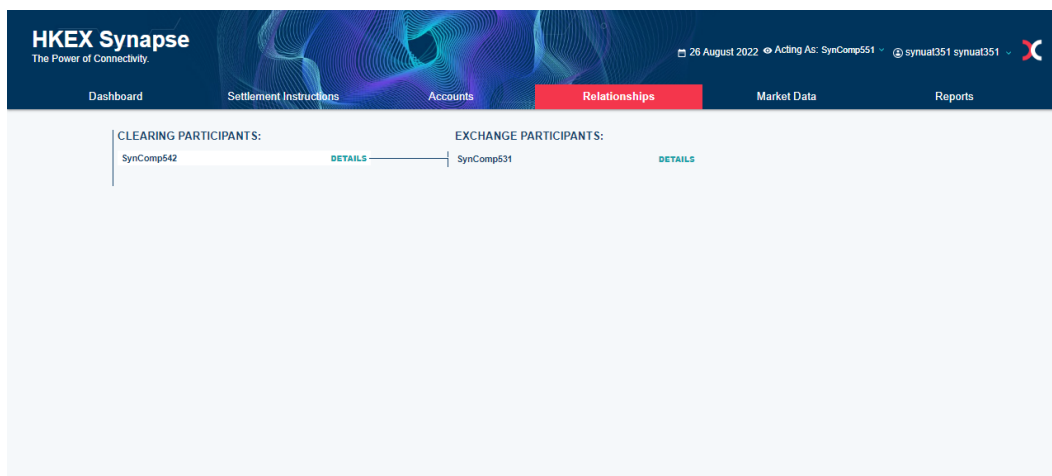 HKEX Synapse
The Power of Connectivity.
26 August 2022 Acting As: SynComp551 synuat351 synuat351
Dashboard Settlement Instructions Accounts Relationships Market Data Reports
CLEARING PARTICIPANTS: EXCHANGE PARTICIPANTS:
SynComp542 DETAILS SynComp531 DETAILS